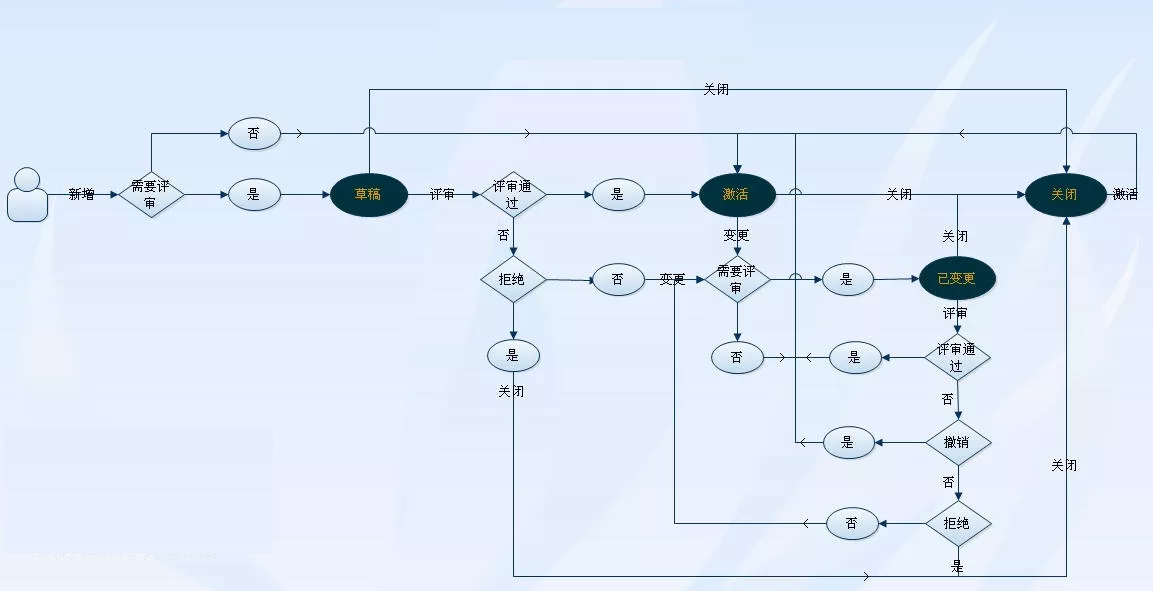 关闭
否
新增
需要评
审
是
草稿
评审
评审通
过
是
激活
关闭
关闭
激活
否
变更
关闭
拒绝
否
变更
需要评
审
是
已变更
评审
是
否
是
评审通
过
关闭
否
是
撤销
关闭
否
否
拒绝
是